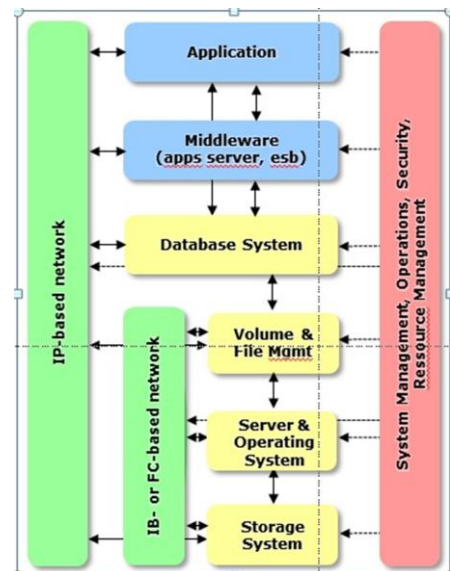 Application
Middleware
(apps server, esb)
Database System
Volume &
File Mgmt
Server &
Operating
System
Storage
System
IP-based network
IB- or FC-based network
System Management, Operations, Security,
Ressource Management